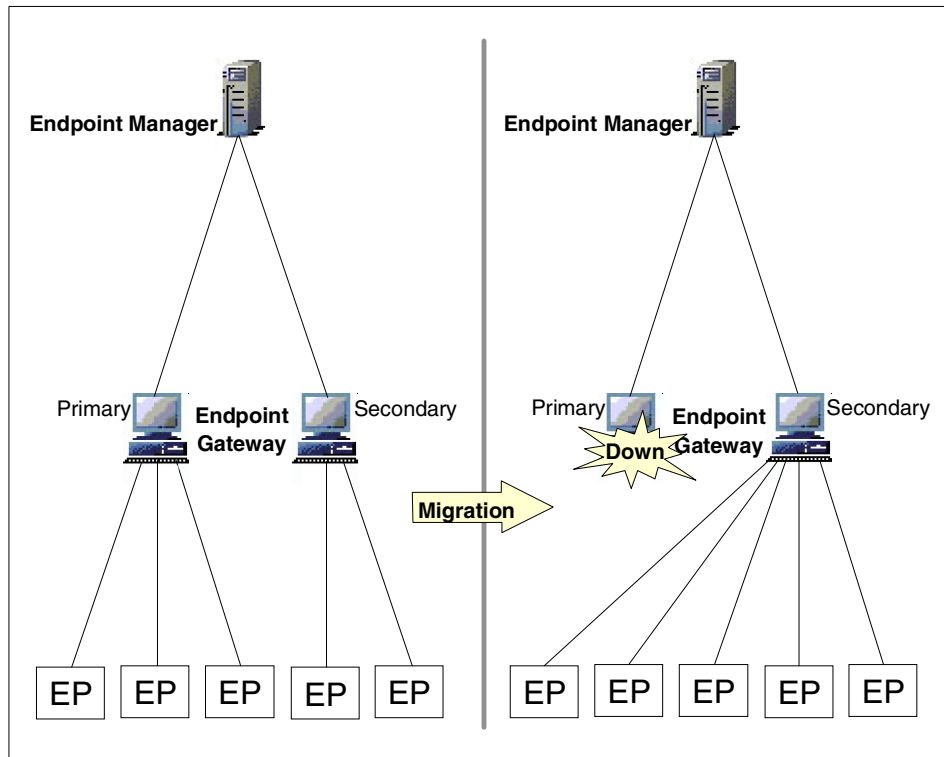 Endpoint Manager
Primary
Endpoint
Gateway
Secondary
EP EP EP EP EP
Migration
Endpoint Manager
Primary
Down
Endpoint
Gateway
Secondary
EP EP EP EP EP